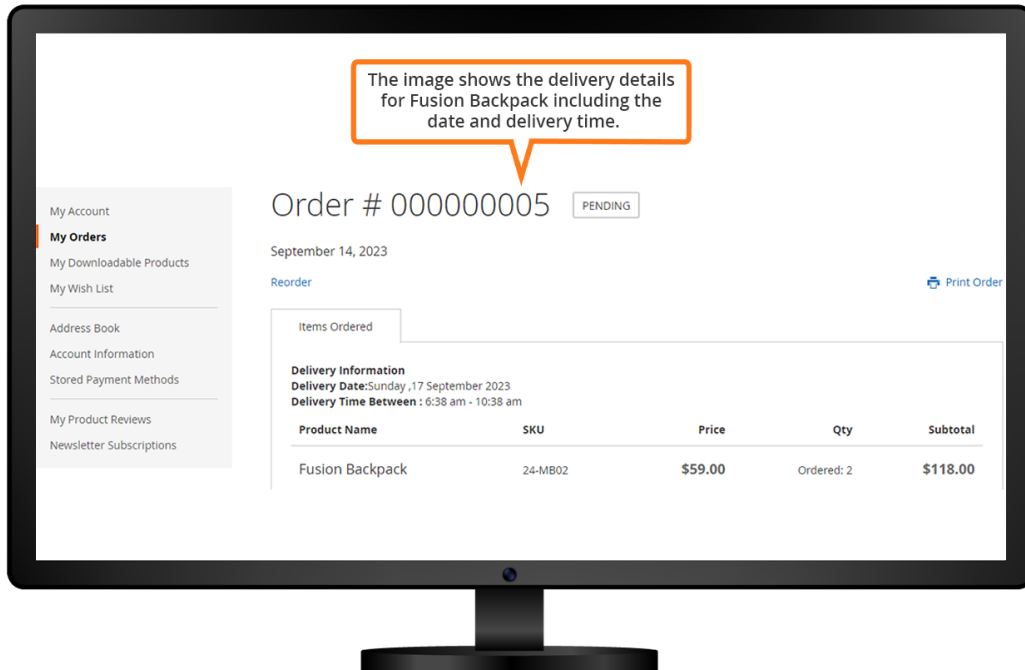 The image shows the delivery details
for Fusion Backpack including the
date and delivery time.
My Account
My Orders
My Downloadable Products
My Wish List
Address Book
Account Information
Stored Payment Methods
My Product Reviews
Newsletter Subscriptions
Order # 000000005 PENDING
September 14, 2023
Reorder Print Order
Items Ordered
Delivery Information
Delivery Date:Sunday ,17 September 2023
Delivery Time Between : 6:38 am - 10:38 am
Product Name SKU Price Qty Subtotal
Fusion Backpack 24-MB02 $59.00 Ordered: 2 $118.00